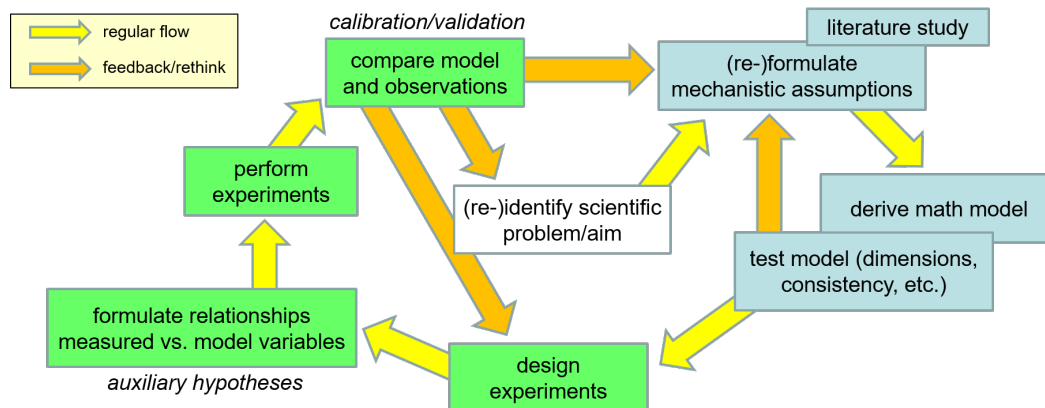 regular flow
feedback/rethink
calibration/validation
compare model
and observations
literature study
(re-)formulate
mechanistic assumptions
perform
experiments
(re-)identify scientific
problem/aim
derive math model
test model (dimensions,
consistency, etc.)
formulate relationships
measured vs. model variables
auxiliary hypotheses
design
experiments